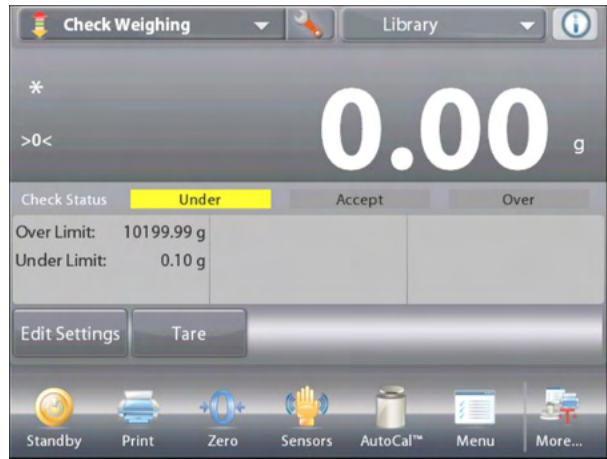 Check Weighing Library
*
>0< 0.00 g
Check Status Under Accept Over
Over Limit: 10199.99 g
Under Limit: 0.10 g
Edit Settings Tare
Standby Print Zero Sensors AutoCal™ Menu More...